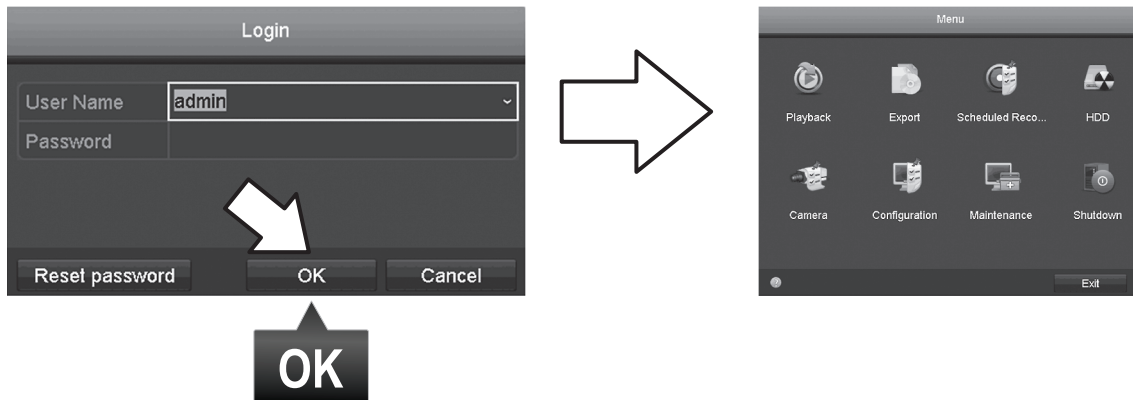 Login
User Name admin
Password
Reset password OK Cancel
OK
Menu
Playback Export Scheduled Reco... HDD
Camera Configuration Maintenance Shutdown
Exit